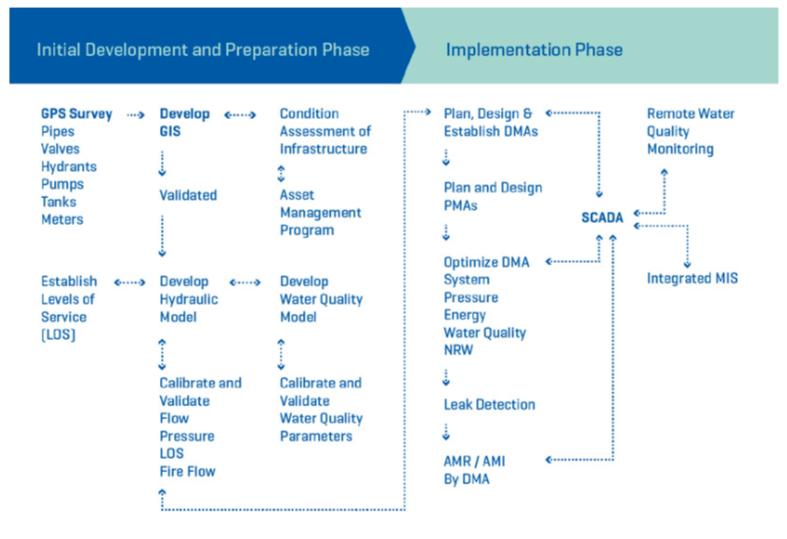 Initial Development and Preparation Phase
Implementation Phase
GPS Survey
Pipes
Valves
Hydrants
Pumps
Tanks
Meters
Develop
GIS
Condition
Assessment of
Infrastructure
Validated
Asset
Management
Program
Establish
Levels of
Service
(LOS)
Develop
Hydraulic
Model
Develop
Water Quality
Model
Calibrate and
Validate
Flow
Pressure
LOS
Fire Flow
Calibrate and
Validate
Water Quality
Parameters
Plan, Design &
Establish DMAs
Plan and Design
PMAs
Optimize DMA
System
Pressure
Energy
Water Quality
NRW
Leak Detection
AMR / AMI
By DMA
SCADA
Remote Water
Quality
Monitoring
Integrated MIS